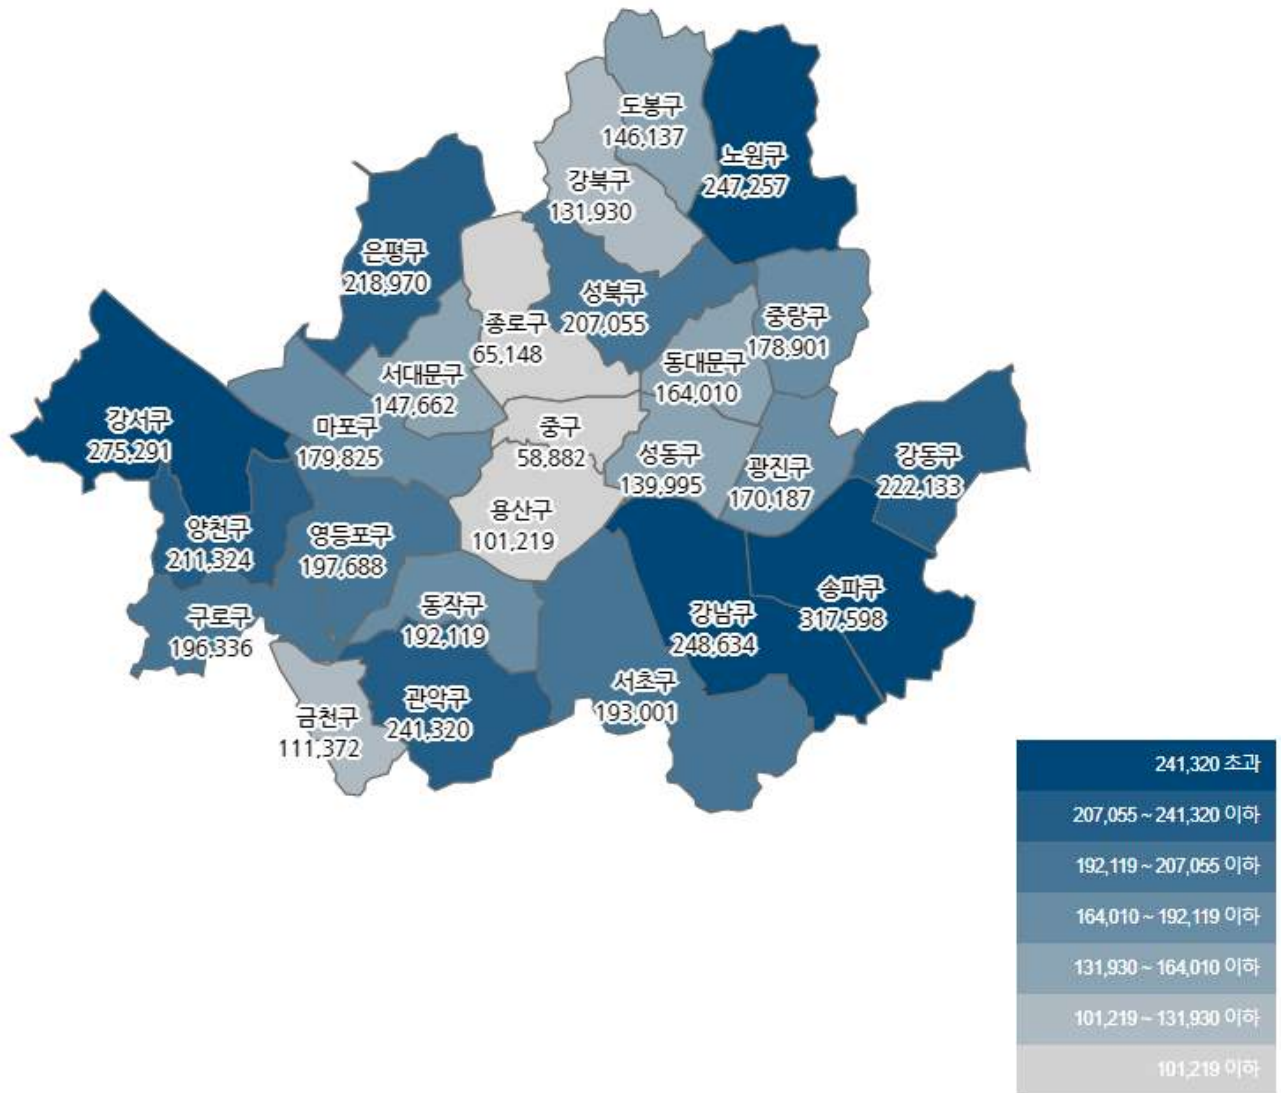 도봉구
146,137
노원구
247,257
강북구
131,930
은평구
218,970
성북구
207,055
종로구
65,148
중랑구
178,901
동대문구
164,010
서대문구
147,662
강서구
275,291
마포구
179,825
중구
58,882
성동구
139,995
광진구
170,187
강동구
222,133
용산구
101,219
양천구
211,324
영등포구
197,688
구로구
196,336
동작구
192,119
강남구
248,634
송파구
317,598
서초구
193,001
관악구
241,320
금천구
111,372
241,320 초과
207,055 ~ 241,320 이하
192,119 ~ 207,055 이하
164,010 ~ 192,119 이하
131,930 ~ 164,010 이하
101,219 ~ 131,930 이하
101,219 이하